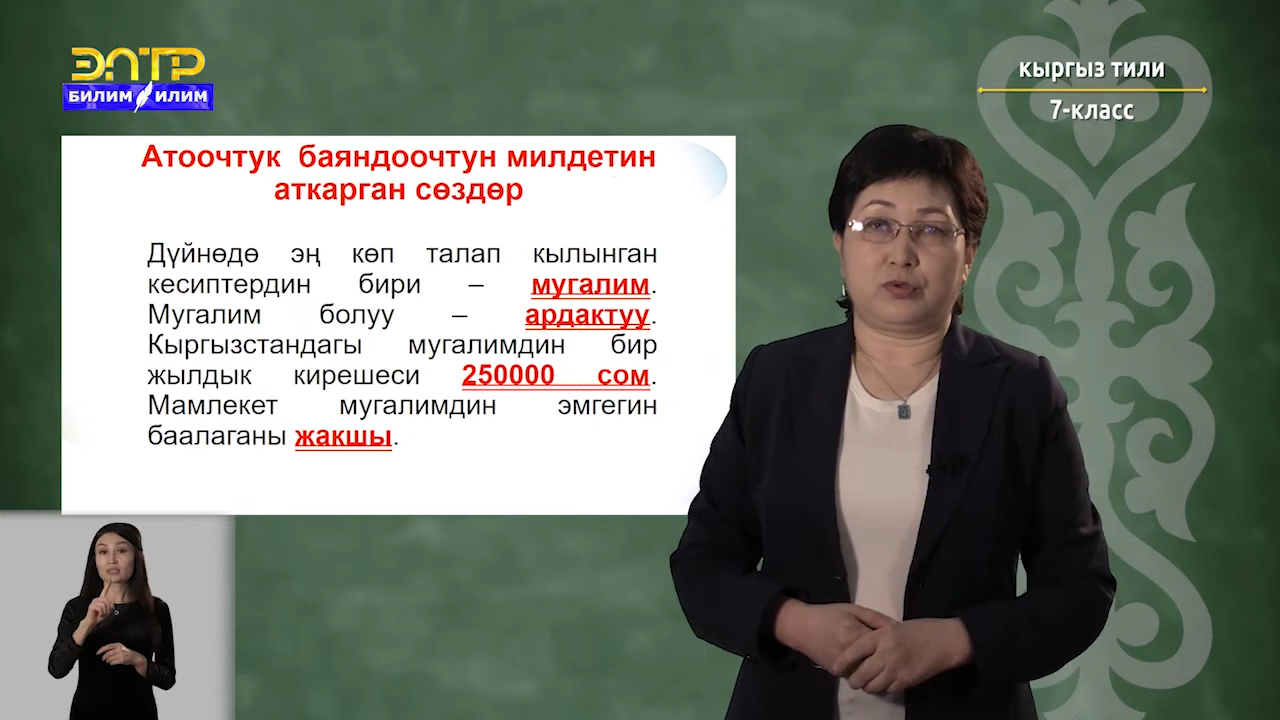 ЭЛТР
БИЛИМ ИЛИМ
кыргыз тили
7-класс
Атоочтук баяндоочтун милдетин
аткарган сөздөр
Дүйнөдө эң көп талап кылынган
кесиптердин бири – мугалим.
Мугалим болуу – ардактуу.
Кыргызстандагы мугалимдин бир
жылдык кирешеси 250000 сом.
Мамлекет мугалимдин эмгегин
баалаганы жакшы.